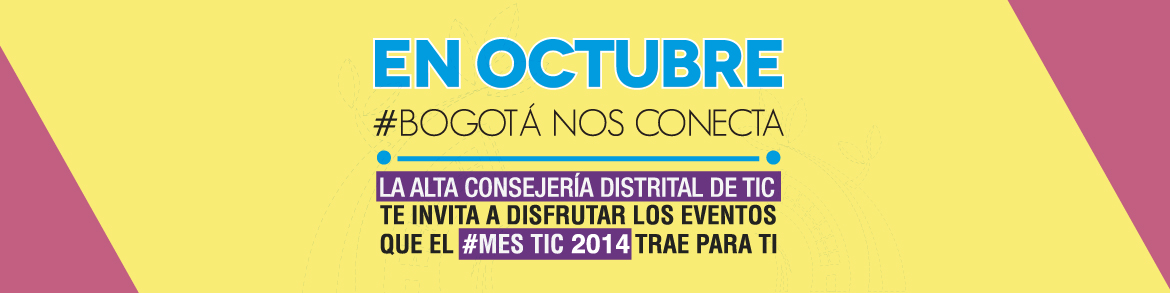 EN OCTUBRE
#BOGOTÁ NOS CONECTA
LA ALTA CONSEJERÍA DISTRITAL DE TIC
TE INVITA A DISFRUTAR LOS EVENTOS
QUE EL #MES TIC 2014 TRAE PARA TI